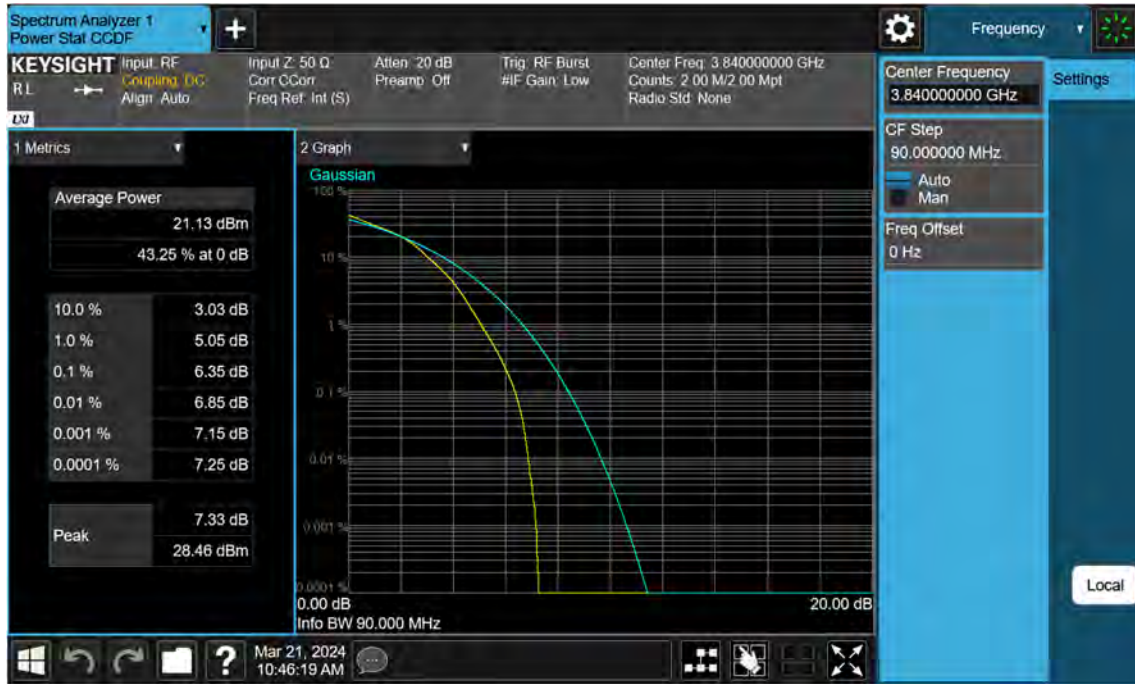 Spectrum Analyzer 1
Power Stat CCDF
+
Frequency
KEYSIGHT
RL
LXI
Input: RF
Coupling: DC
Align: Auto
Input Z: 50 Ω
Corr CCorr
Freq Ref: Int (S)
Atten: 20 dB
Preamp: Off
Trig: RF Burst
#IF Gain: Low
Center Freq: 3.840000000 GHz
Counts: 2.00 M/2.00 Mpt
Radio Std: None
Center Frequency
3.840000000 GHz
Settings
CF Step
90.000000 MHz
Auto
Man
Freq Offset
0 Hz
Local
1 Metrics
Average Power
21.13 dBm
43.25 % at 0 dB
10.0 % 3.03 dB
1.0 % 5.05 dB
0.1 % 6.35 dB
0.01 % 6.85 dB
0.001 % 7.15 dB
0.0001 % 7.25 dB
Peak
7.33 dB
28.46 dBm
2 Graph
Gaussian
100 %
10 %
1 %
0.1 %
0.01 %
0.001 %
0.0001 %
0.00 dB 20.00 dB
Info BW 90.000 MHz
?
Mar 21, 2024
10:46:19 AM